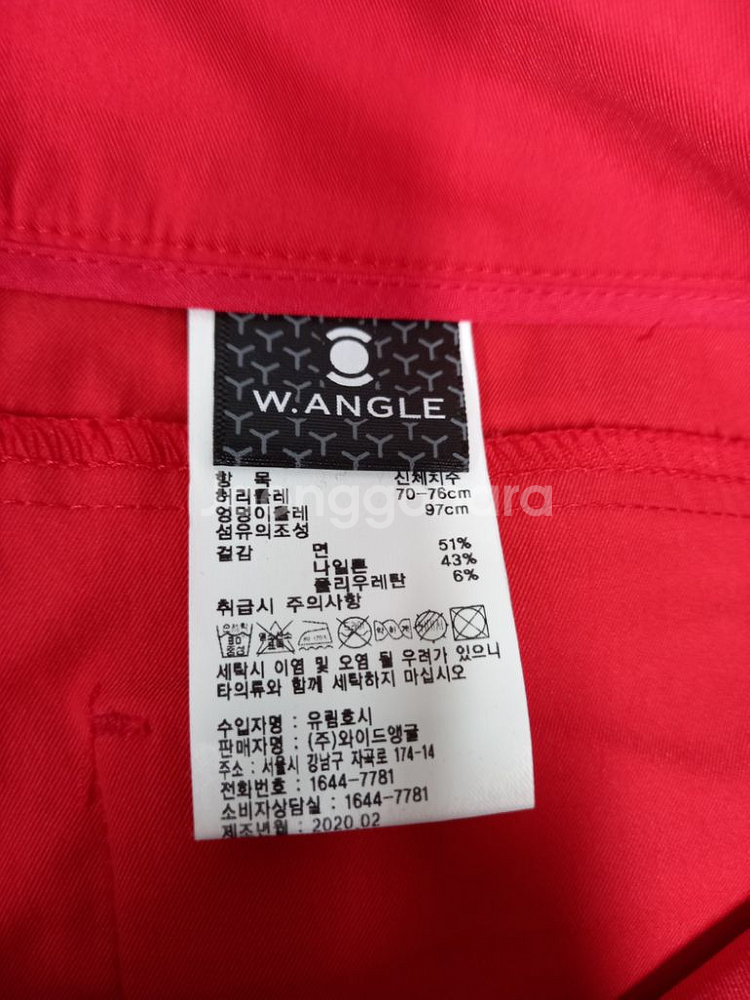 W.ANGLE
항 목 신체치수
허리둘레 70-76cm
엉덩이둘레 97cm
섬유의조성
겉감 면 51%
나일론 43%
폴리우레탄 6%
취급시 주의사항
세탁시 이염 및 오염 될 우려가 있으니
타의류와 함께 세탁하지 마십시오
수입자명 : 유림호시
판매자명 : (주)와이드앵귤
주소 : 서울시 강남구 자곡로 174-14
전화번호 : 1644-7781
소비자상담실 : 1644-7781
제조년월 : 2020.02